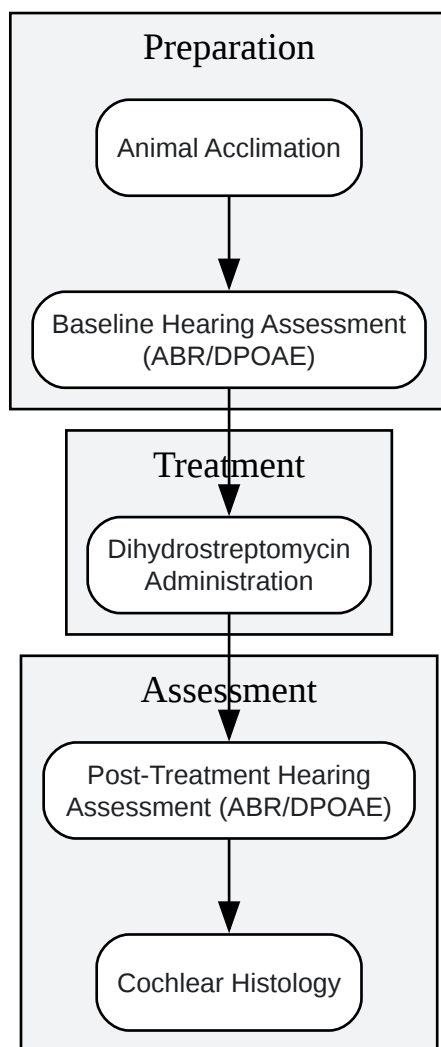 Preparation
Animal Acclimation
Baseline Hearing Assessment
(ABR/DPOAE)
Treatment
Dihydrostreptomycin
Administration
Assessment
Post-Treatment Hearing
Assessment (ABR/DPOAE)
Cochlear Histology